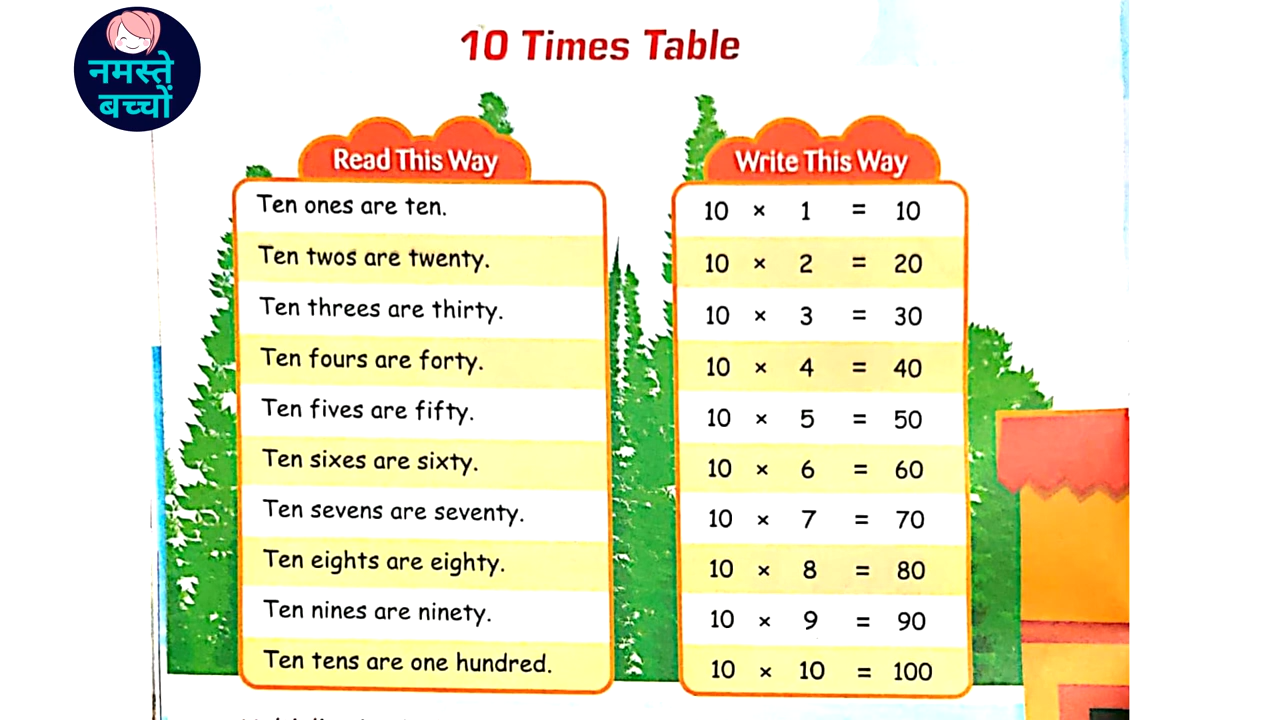 नमस्ते
बच्चों
10 Times Table
Read This Way
Ten ones are ten.
Ten twos are twenty.
Ten threes are thirty.
Ten fours are forty.
Ten fives are fifty.
Ten sixes are sixty.
Ten sevens are seventy.
Ten eights are eighty.
Ten nines are ninety.
Ten tens are one hundred.
Write This Way
10 × 1 = 10
10 × 2 = 20
10 × 3 = 30
10 × 4 = 40
10 × 5 = 50
10 × 6 = 60
10 × 7 = 70
10 × 8 = 80
10 × 9 = 90
10 × 10 = 100